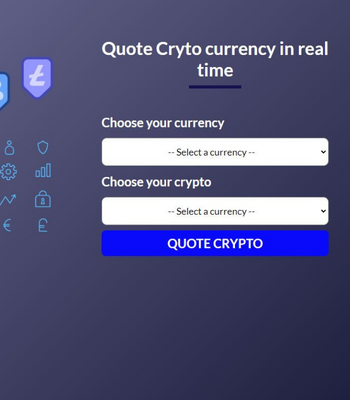 Quote Cryto currency in real
time
Choose your currency
-- Select a currency --
Choose your crypto
-- Select a currency --
QUOTE CRYPTO